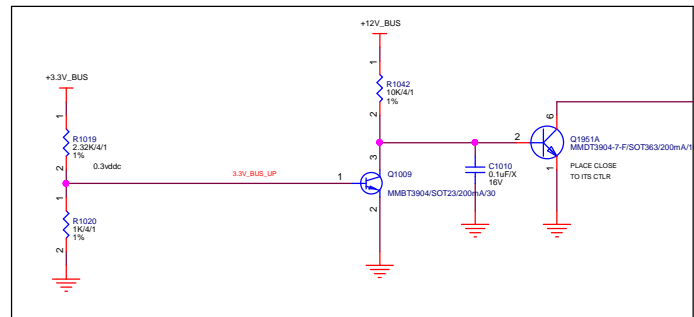 +12V_BUS
+3.3V_BUS
1
R1042
10K/4/1
1%
2
1
R1019
2.32K/4/1
1%
2
0.3vddc
6
Q1951A
MMDT3904-7-F/SOT363/200mA/1
2
3
3.3V_BUS_UP
1
Q1009
C1010
0.1uF/X
16V
PLACE CLOSE
TO ITS CTLR
1
MMBT3904/SOT23/200mA/30
2
1
R1020
1K/4/1
1%
2